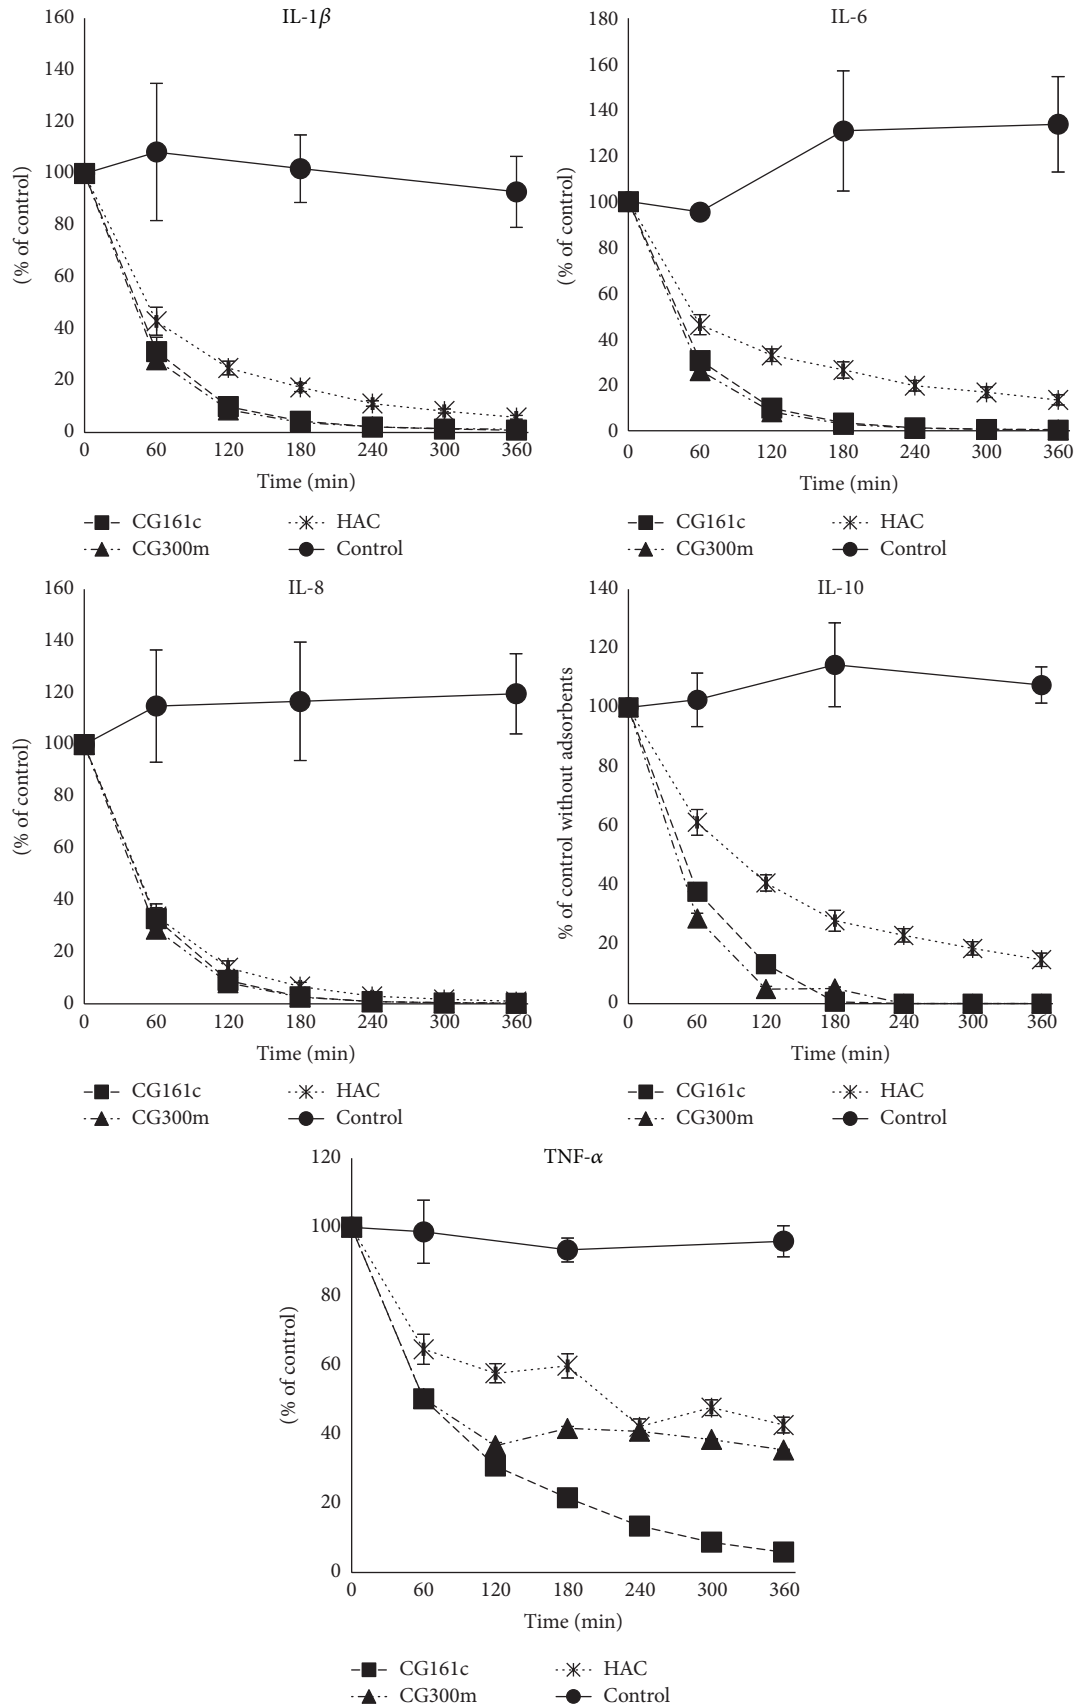 IL-1β
160
140
120
100
80
60
40
20
0
(% of control)
0 60 120 180 240 300 360
Time (min)
CG161c HAC
CG300m Control
IL-6
180
160
140
120
100
80
60
40
20
0
(% of control)
0 60 120 180 240 300 360
Time (min)
CG161c HAC
CG300m Control
IL-8
160
140
120
100
80
60
40
20
0
(% of control)
0 60 120 180 240 300 360
Time (min)
CG161c HAC
CG300m Control
IL-10
140
120
100
80
60
40
20
0
% of control without adsorbents
0 60 120 180 240 300 360
Time (min)
CG161c HAC
CG300m Control
TNF-α
120
100
80
60
40
20
0
(% of control)
0 60 120 180 240 300 360
Time (min)
CG161c HAC
CG300m Control